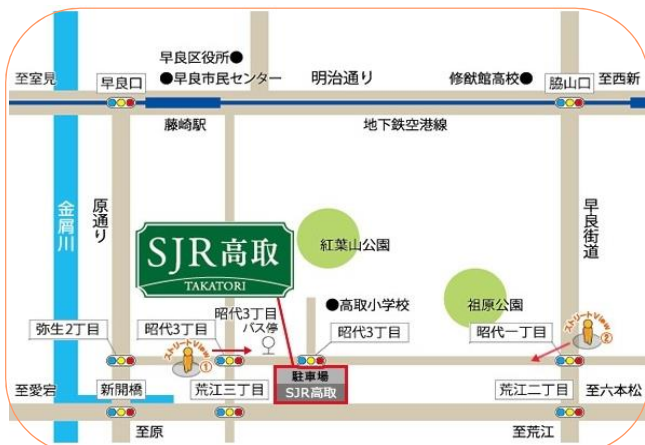 早良区役所●
●早良市民センター
明治通り
修猷館高校●
至室見
早良口
脇山口
至西新
藤崎駅
地下鉄空港線
金屑川
原通り
早良街道
SJR高取
TAKATORI
紅葉山公園
祖原公園
●高取小学校
昭代3丁目
バス停
弥生2丁目
昭代3丁目
昭代3丁目
昭代一丁目
ストリートView①
ストリートView②
駐車場
SJR高取
至愛宕
新開橋
荒江三丁目
荒江二丁目
至六本松
至原
至荒江